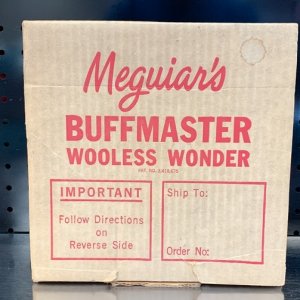 Meguiar's
BUFFMASTER
WOOLESS WONDER
IMPORTANT
Follow Directions
on
Reverse Side
Ship To:
Order No: